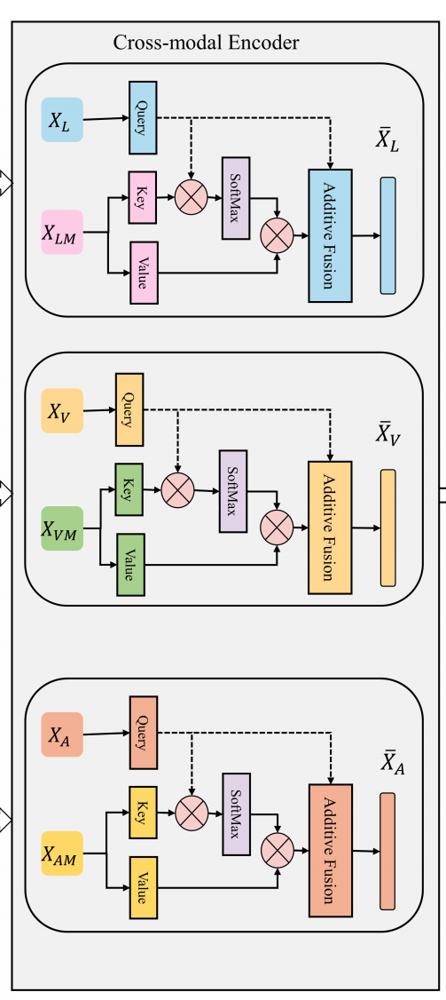 Cross-modal Encoder
X_L
Query
X̄_L
X_LM
Key
SoftMax
Value
Additive Fusion
X_V
Query
X̄_V
X_VM
Key
SoftMax
Value
Additive Fusion
X_A
Query
X̄_A
X_AM
Key
SoftMax
Value
Additive Fusion